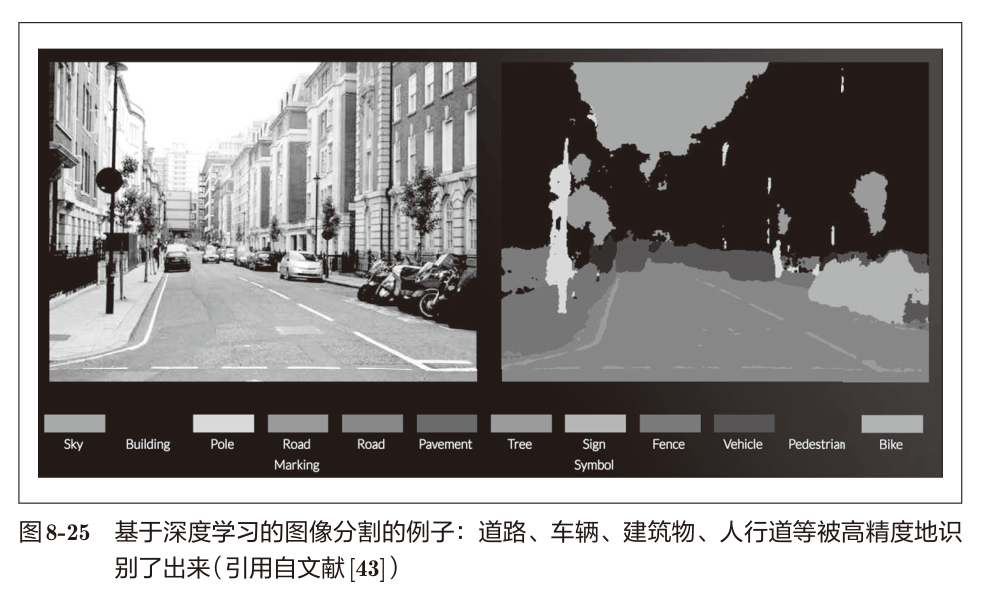 Sky Building Pole Road Road Pavement Tree Sign Fence Vehicle Pedestrian Bike
Marking Symbol
图8-25 基于深度学习的图像分割的例子：道路、车辆、建筑物、人行道等被高精度地识
别了出来（引用自文献[43]）